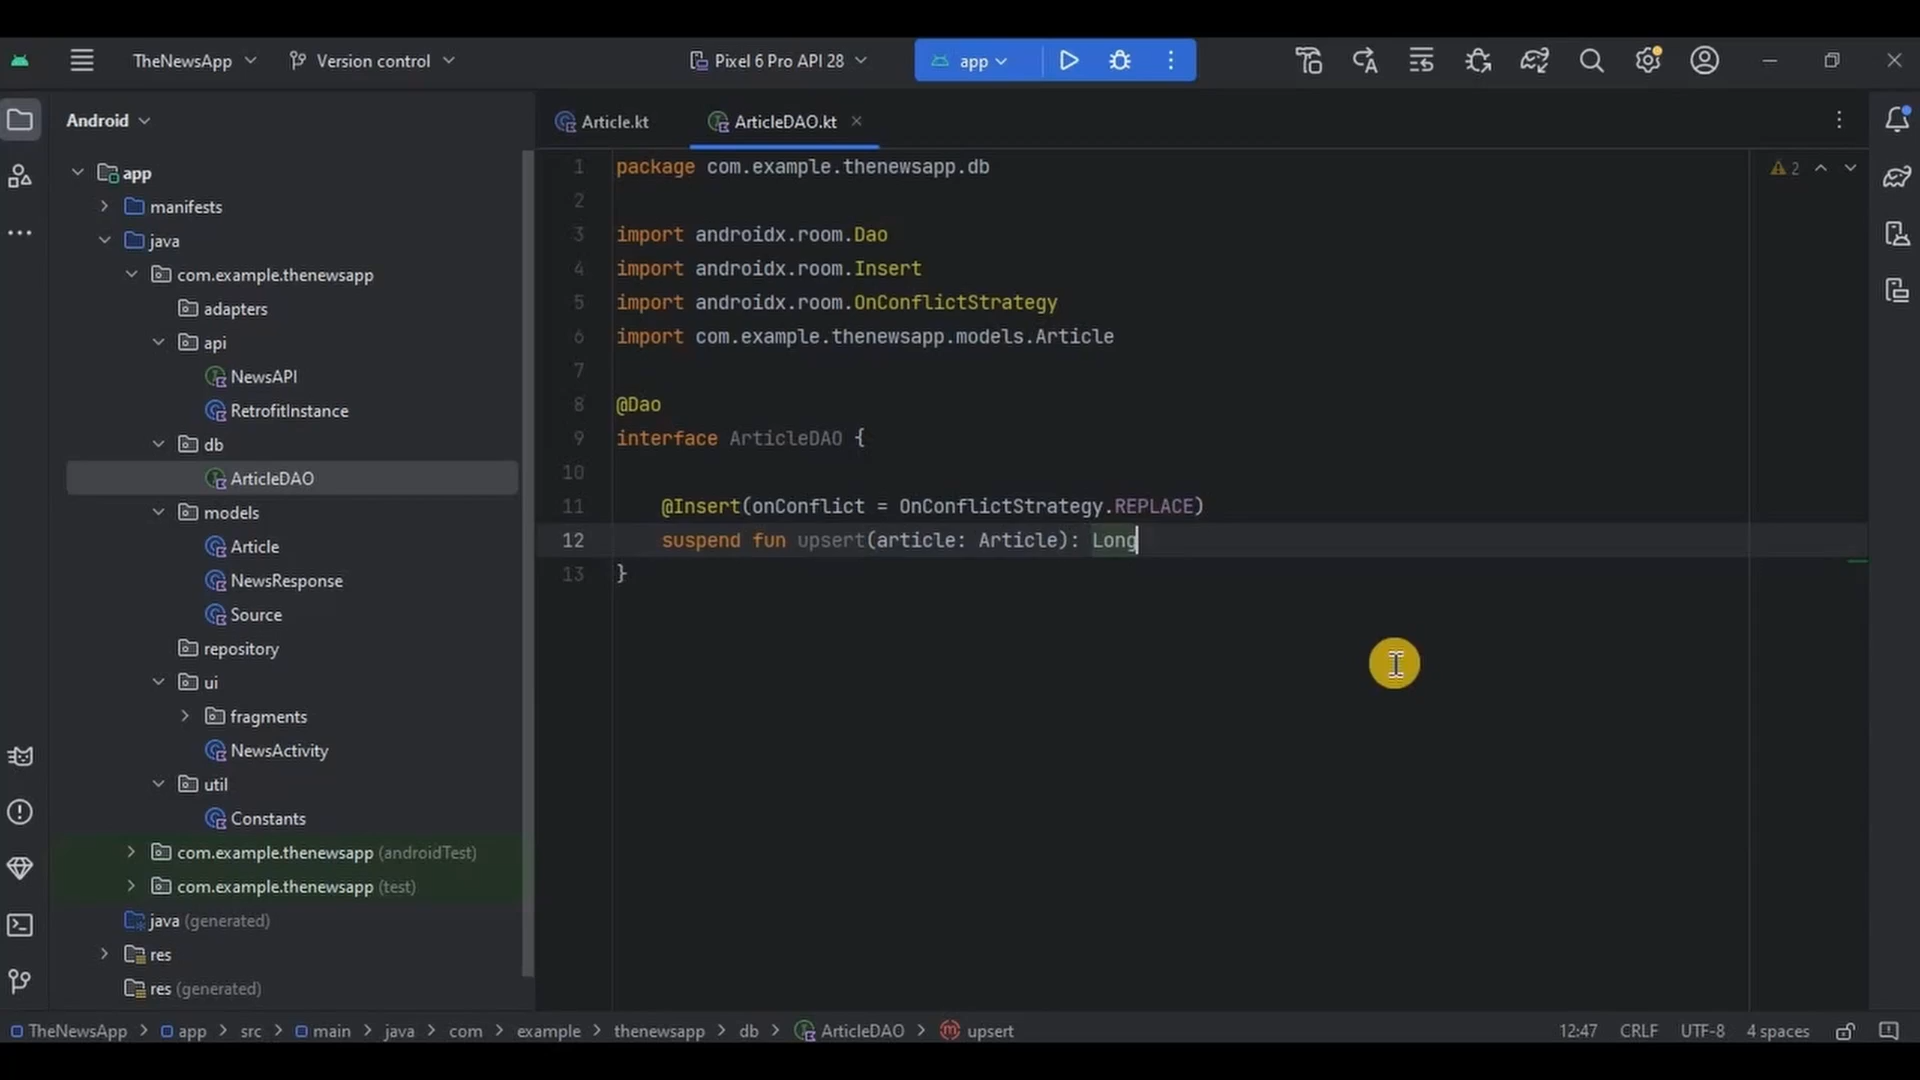 TheNewsApp
Version control
Pixel 6 Pro API 28
app
Android
app
manifests
java
com.example.thenewsapp
adapters
api
NewsAPI
RetrofitInstance
db
ArticleDAO
models
Article
NewsResponse
Source
repository
ui
fragments
NewsActivity
util
Constants
com.example.thenewsapp (androidTest)
com.example.thenewsapp (test)
java (generated)
res
res (generated)
Article.kt
ArticleDAO.kt
2
1 package com.example.thenewsapp.db
2
3 import androidx.room.Dao
4 import androidx.room.Insert
5 import androidx.room.OnConflictStrategy
6 import com.example.thenewsapp.models.Article
7
8 @Dao
9 interface ArticleDAO {
10
11 @Insert(onConflict = OnConflictStrategy.REPLACE)
12 suspend fun upsert(article: Article): Long
13 }
TheNewsApp > app > src > main > java > com > example > thenewsapp > db > ArticleDAO > upsert
12:47 CRLF UTF-8 4 spaces